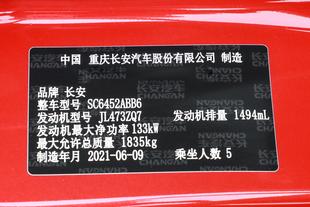 中国 重庆长安汽车股份有限公司 制造
品牌 长安
整车型号 SC6452ABB6
发动机型号 JL473ZQ7 发动机排量 1494mL
发动机最大净功率 133kW
最大允许总质量 1835kg
制造年月 2021-06-09 乘坐人数 5